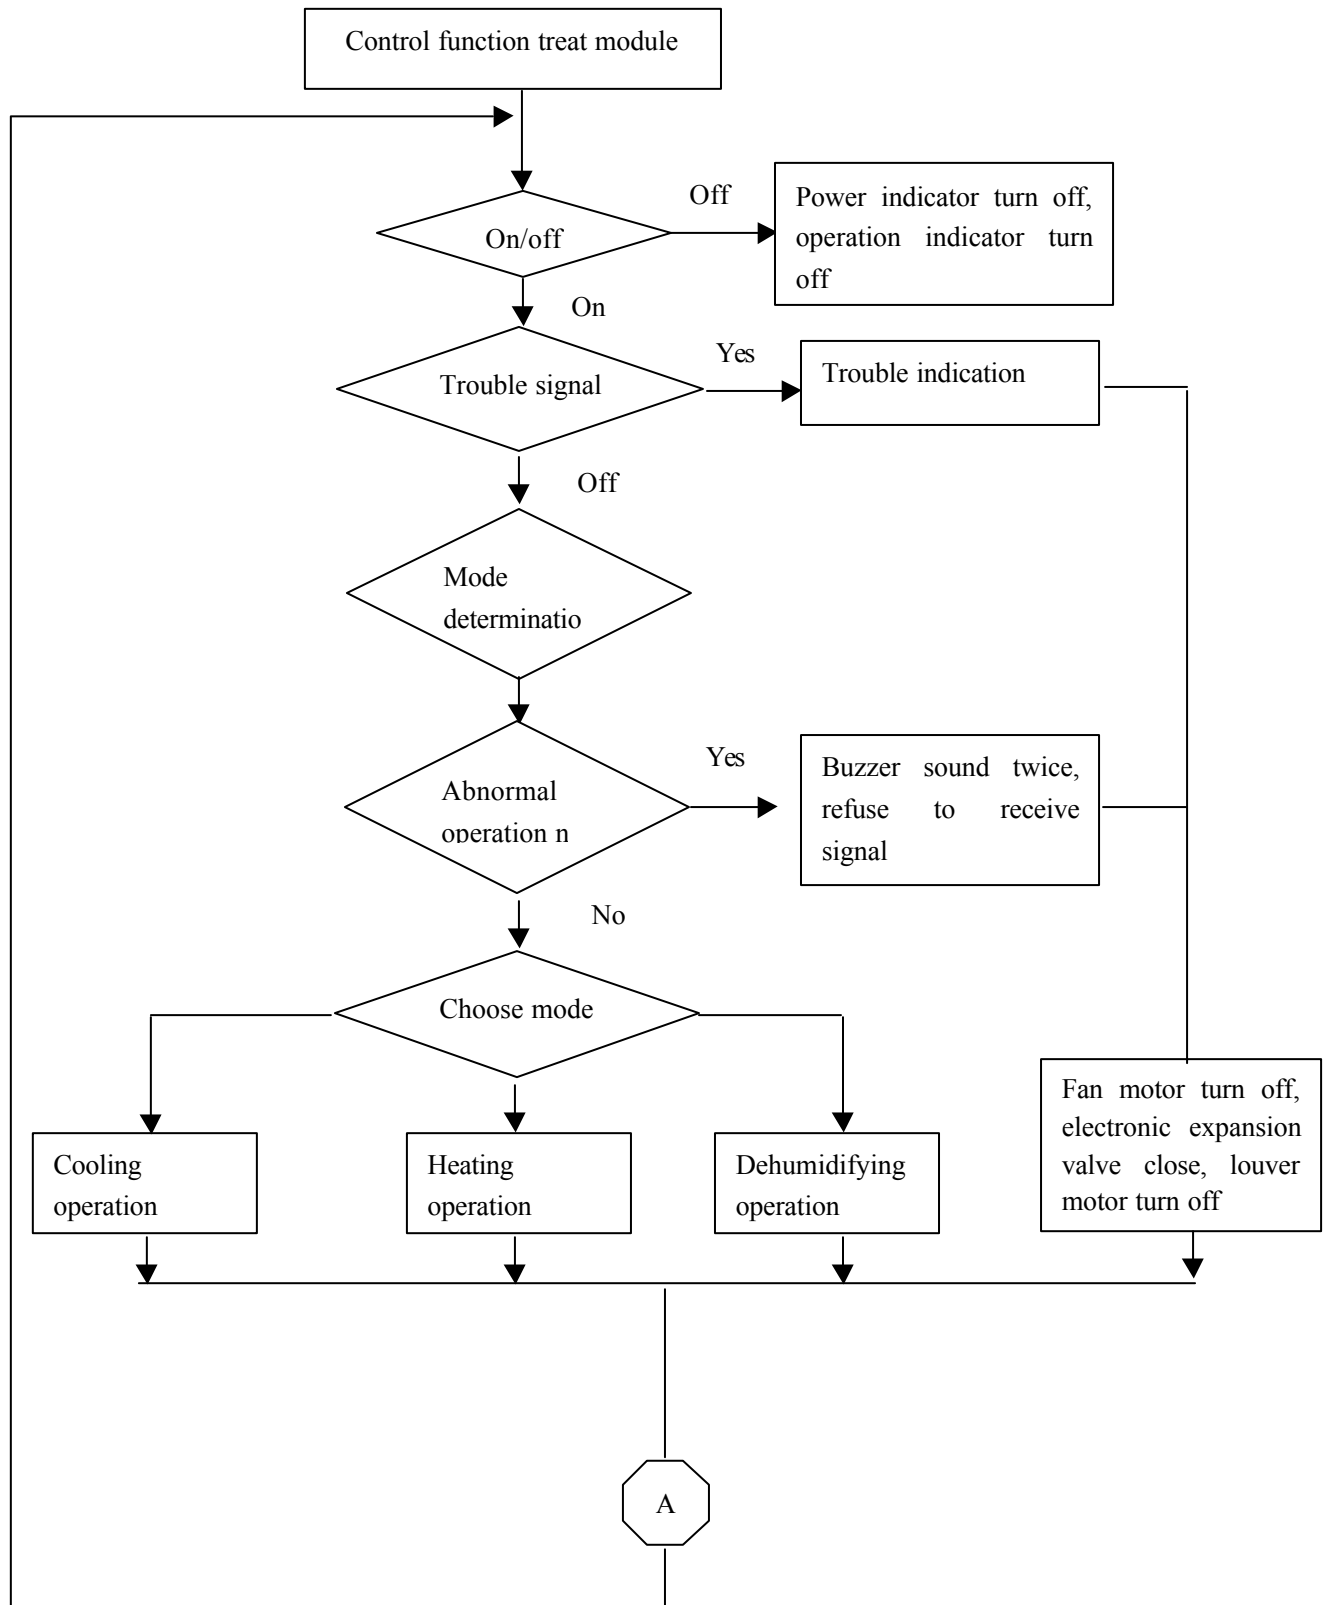 Control function treat module
Off
Power indicator turn off,
operation indicator turn
off
On/off
On
Yes
Trouble signal
Trouble indication
Off
Mode
determinatio
Yes
Abnormal
operation n
Buzzer sound twice,
refuse to receive
signal
No
Choose mode
Fan motor turn off,
electronic expansion
valve close, louver
motor turn off
Cooling
operation
Heating
operation
Dehumidifying
operation
A